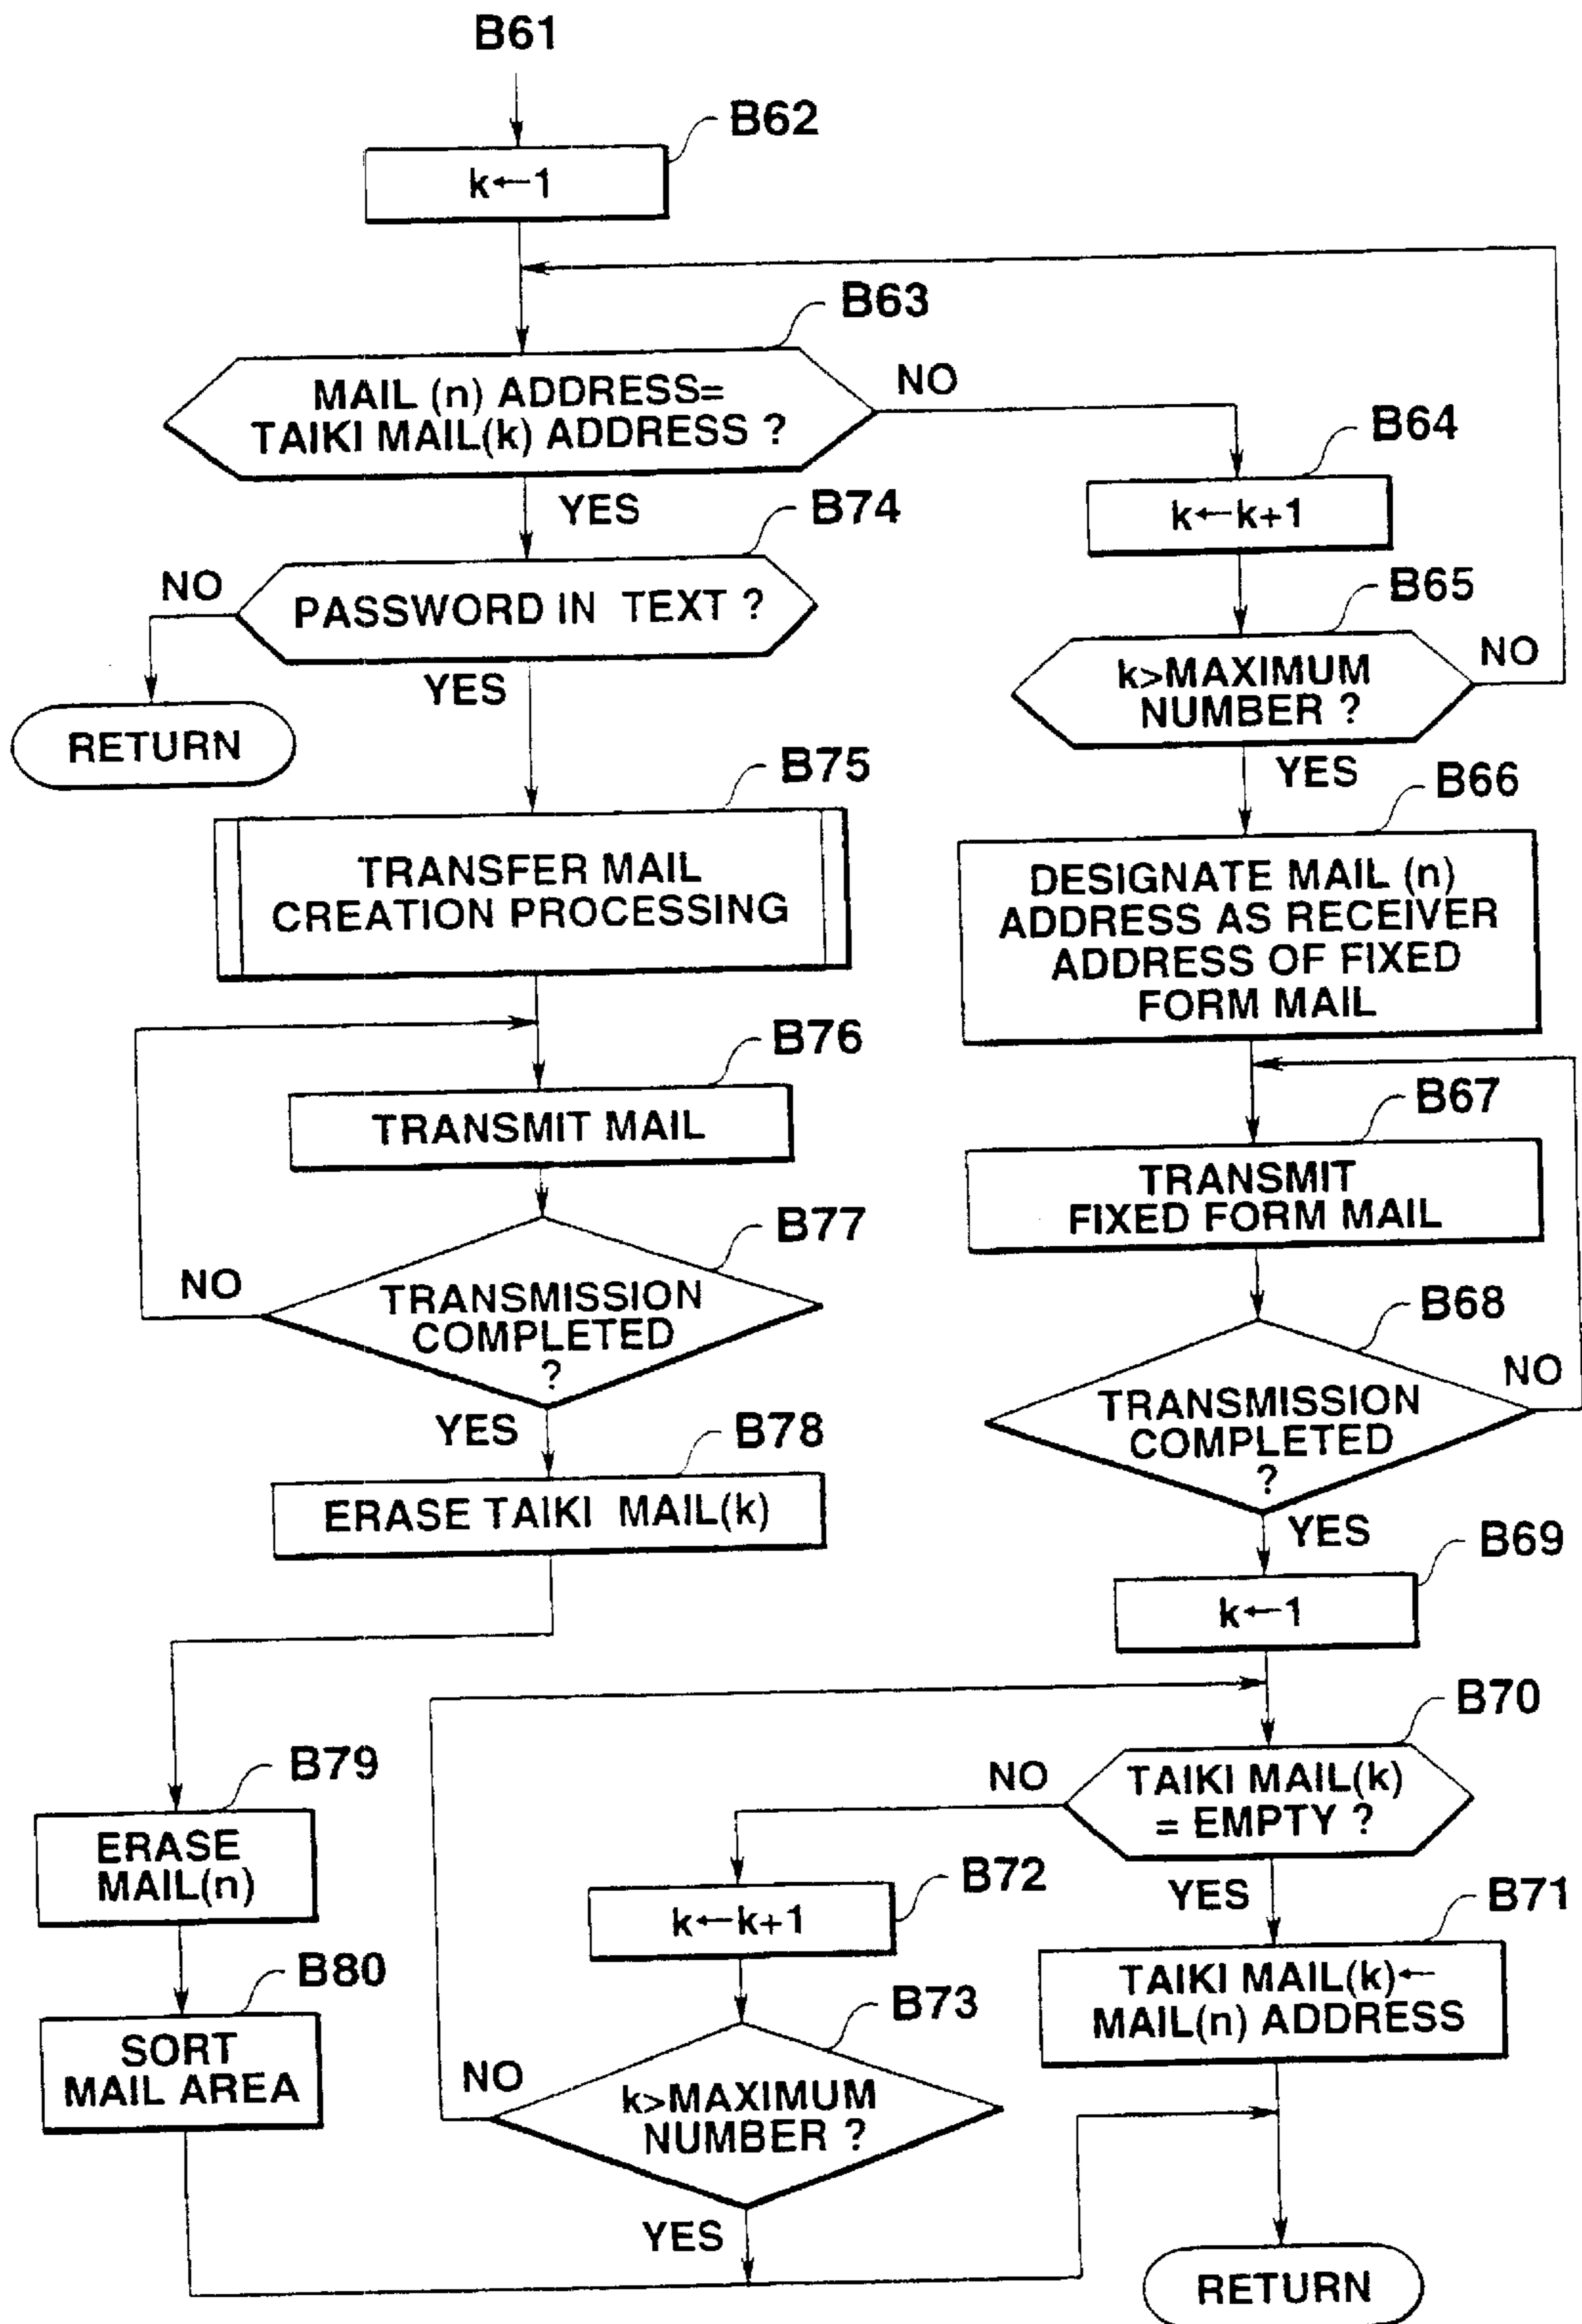 B61
B62
k←1
B63
MAIL (n) ADDRESS=
TAIKI MAIL(k) ADDRESS ?
NO
YES
B64
k←k+1
B65
k>MAXIMUM
NUMBER ?
NO
YES
B74
PASSWORD IN TEXT ?
NO
YES
RETURN
B75
TRANSFER MAIL
CREATION PROCESSING
B66
DESIGNATE MAIL (n)
ADDRESS AS RECEIVER
ADDRESS OF FIXED
FORM MAIL
B76
TRANSMIT MAIL
B67
TRANSMIT
FIXED FORM MAIL
B77
TRANSMISSION
COMPLETED
?
NO
YES
B68
TRANSMISSION
COMPLETED
?
NO
YES
B78
ERASE TAIKI MAIL(k)
B69
k←1
B70
TAIKI MAIL(k)
= EMPTY ?
NO
YES
B79
ERASE
MAIL(n)
B72
k←k+1
B71
TAIKI MAIL(k)←
MAIL(n) ADDRESS
B80
SORT
MAIL AREA
B73
k>MAXIMUM
NUMBER ?
NO
YES
RETURN